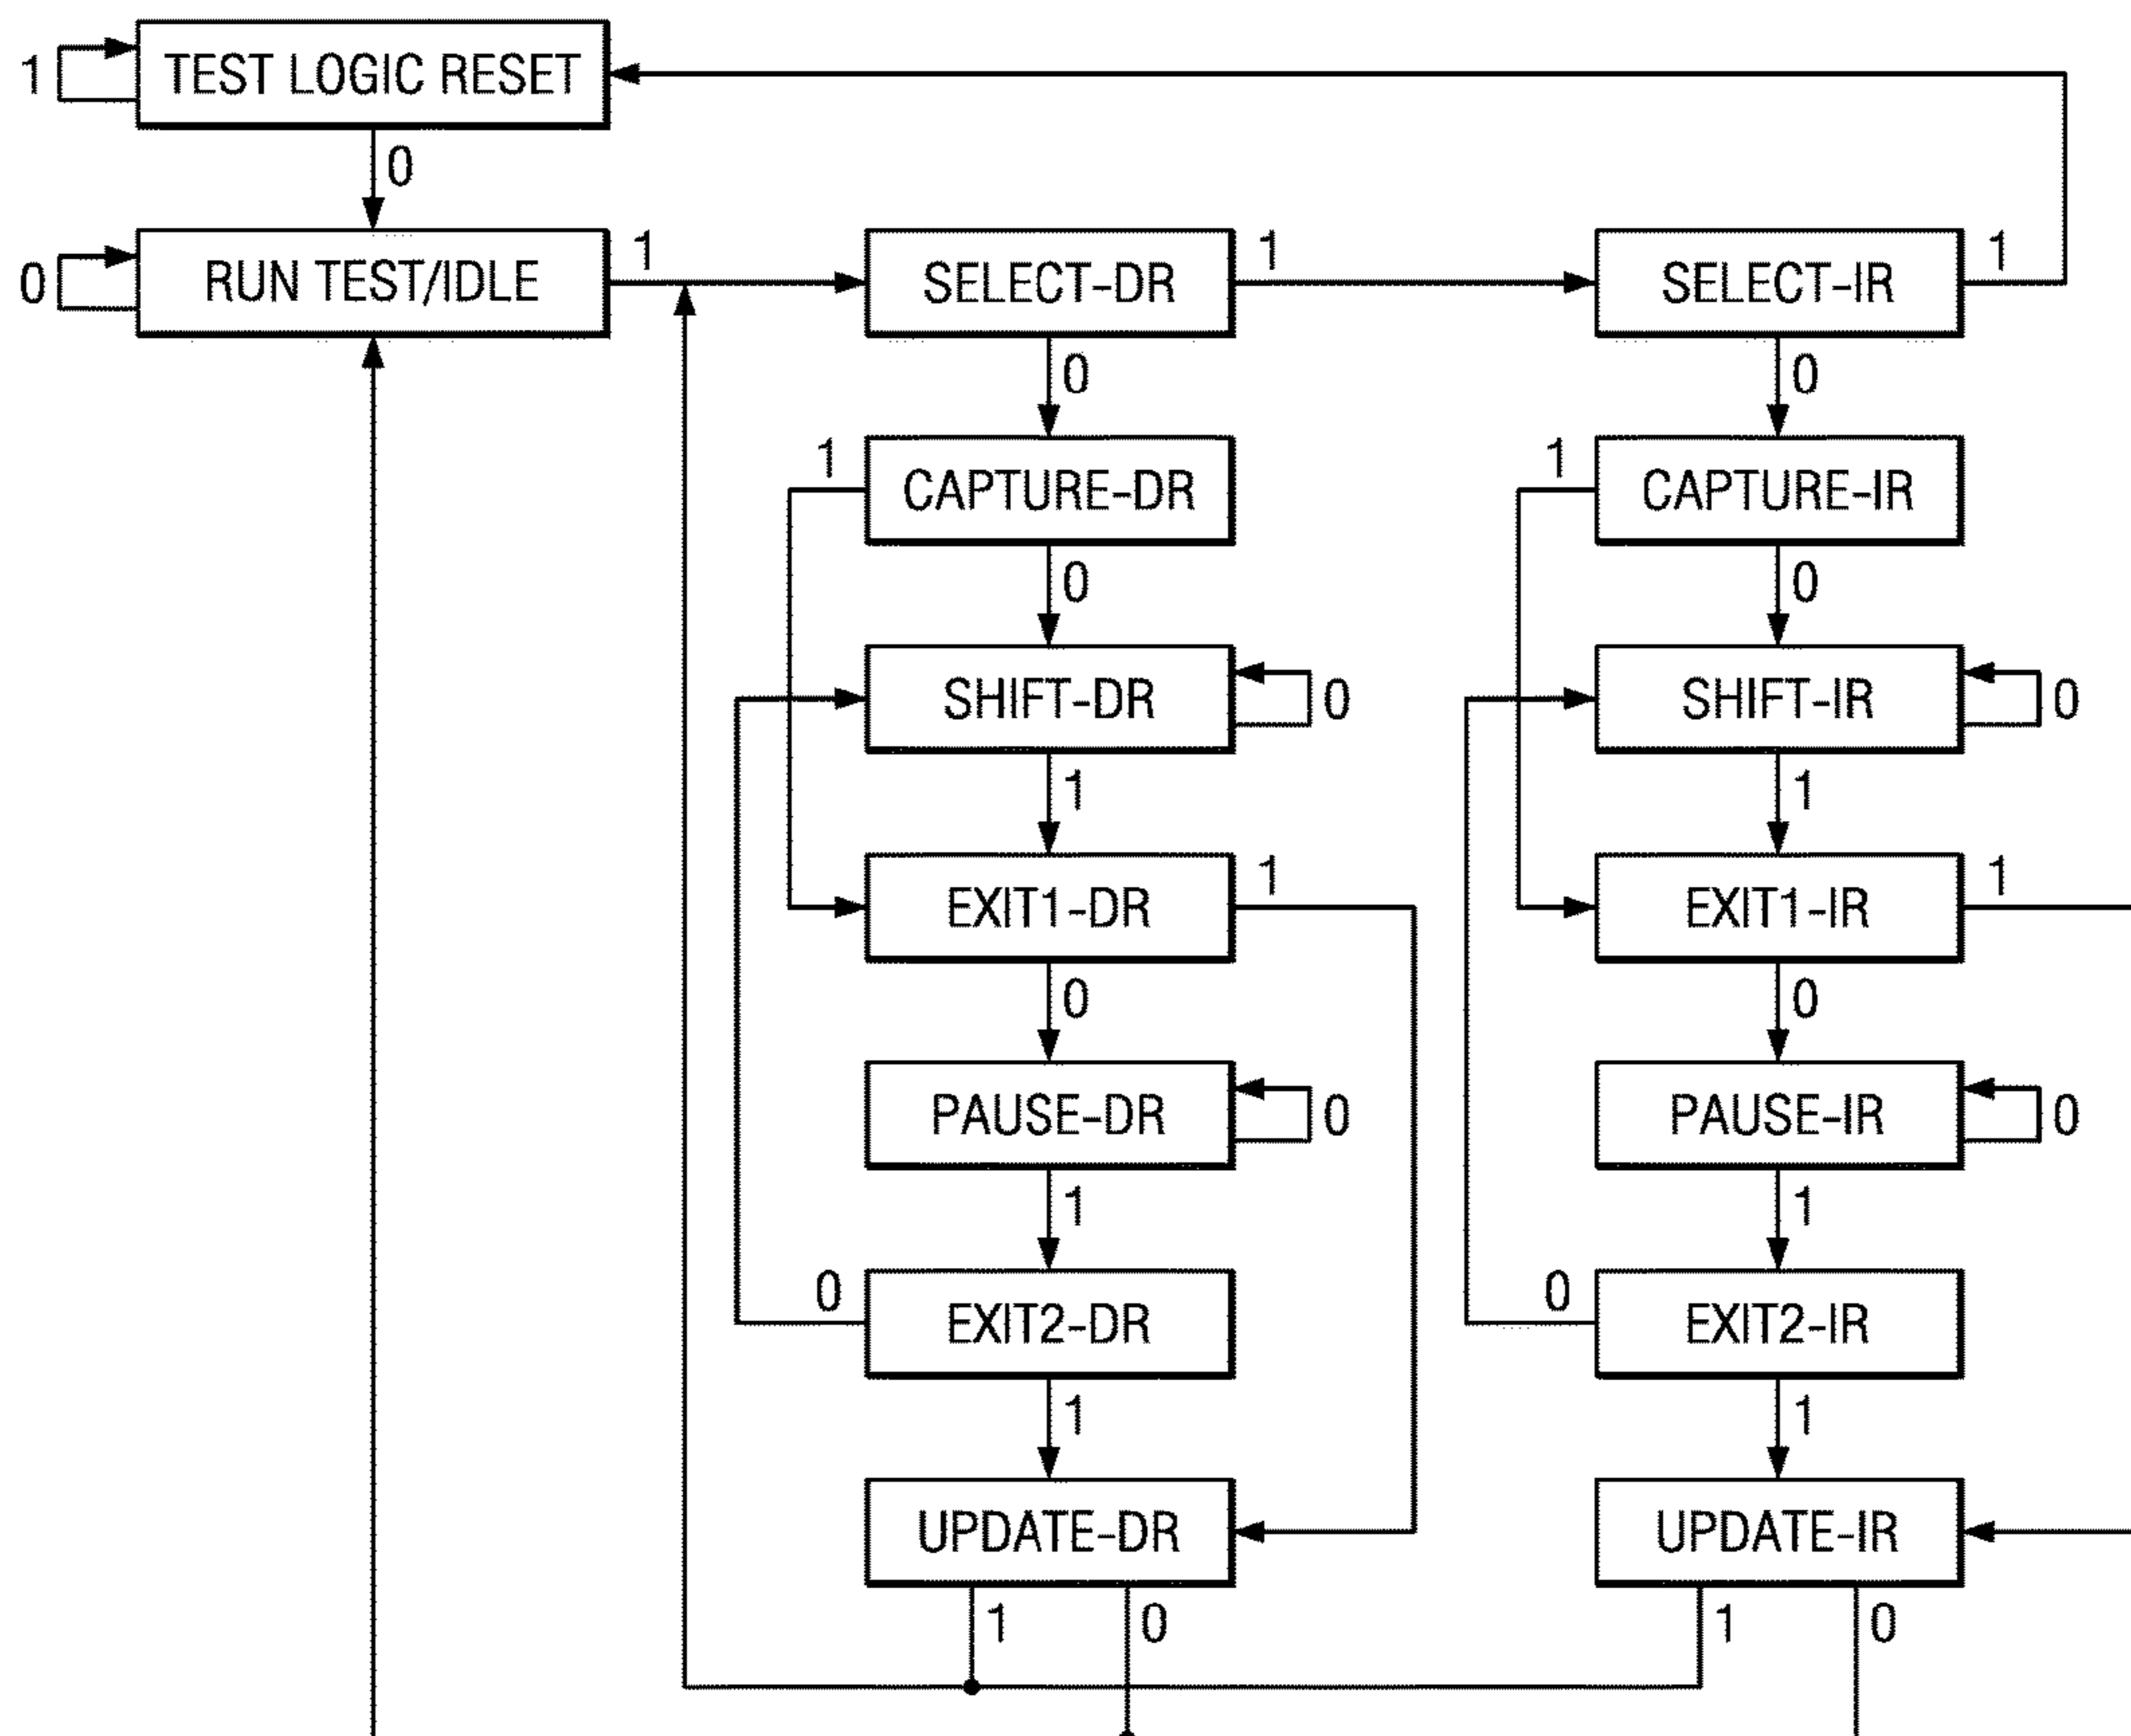 TEST LOGIC RESET
1
0
RUN TEST/IDLE
0
1
SELECT-DR
1
SELECT-IR
1
0
0
1
CAPTURE-DR
1
CAPTURE-IR
0
0
SHIFT-DR
0
SHIFT-IR
0
1
1
EXIT1-DR
1
EXIT1-IR
1
0
0
PAUSE-DR
0
PAUSE-IR
0
1
1
0
EXIT2-DR
0
EXIT2-IR
1
1
UPDATE-DR
UPDATE-IR
1
0
1
0